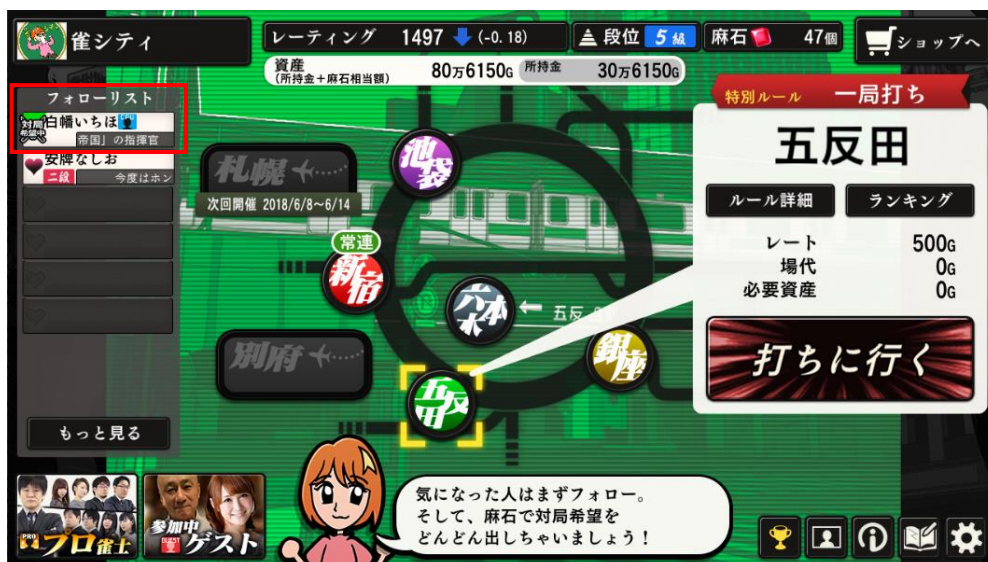 雀シティ
レーティング 1497 (-0.18)
段位 5級
麻石 47個
ショップへ
資産
(所持金+麻石相当額)
80万6150G
所持金 30万6150G
フォローリスト
対局
希望中
白幡いちほ
帝国」の指揮官
安牌なしお
二段 今度はホン
もっと見る
札幌
次回開催 2018/6/8~6/14
池袋
常連
新宿
六本木
五反
銀座
別府
五反田
特別ルール 一局打ち
五反田
ルール詳細
ランキング
レート 500G
場代 0G
必要資産 0G
打ちに行く
PRO プロ雀士
参加中
GUEST ゲスト
気になった人はまずフォロー。
そして、麻石で対局希望を
どんどん出しちゃいましょう!